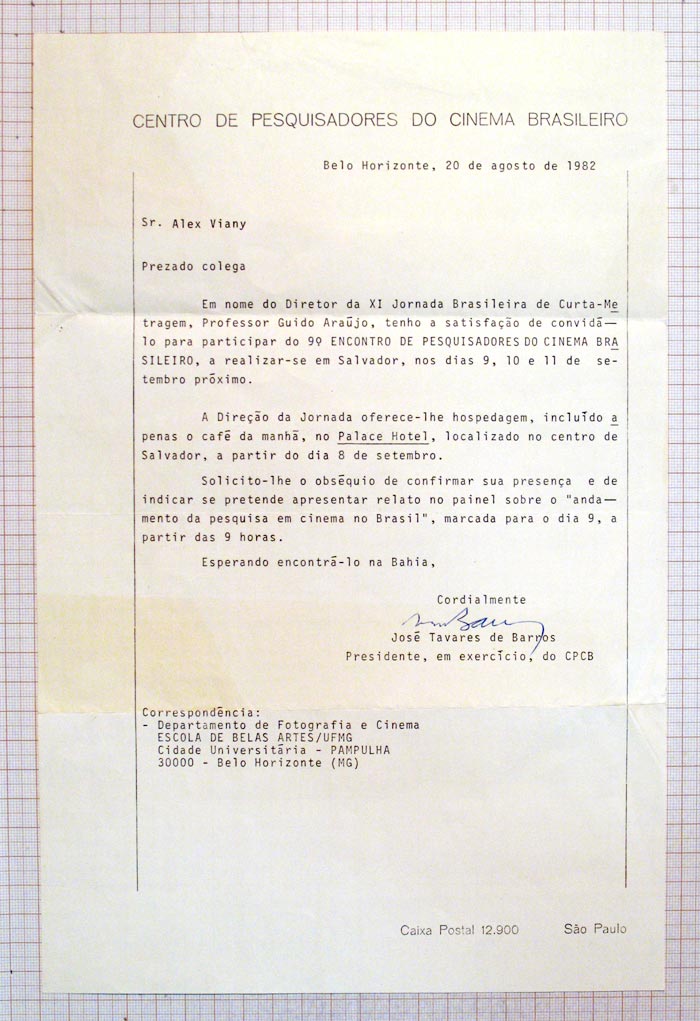 CENTRO DE PESQUISADORES DO CINEMA BRASILEIRO
Belo Horizonte, 20 de agosto de 1982
Sr. Alex Viany
Prezado colega
Em nome do Diretor da XI Jornada Brasileira de Curta-Me
tragem, Professor Guido Araūjo, tenho a satisfação de convidā—
lo para participar do 9º ENCONTRO DE PESQUISADORES DO CINEMA BRA
SILEIRO, a realizar-se em Salvador, nos dias 9, 10 e 11 de se-
tembro prōximo.
A Direção da Jornada oferece-lhe hospedagem, incluído a
penas o cafē da manhã, no Palace Hotel, localizado no centro de
Salvador, a partir do dia 8 de setembro.
Solicito-lhe o obséquio de confirmar sua presença e de
indicar se pretende apresentar relato no painel sobre o "anda—
mento da pesquisa em cinema no Brasil", marcada para o dia 9, a
partir das 9 horas.
Esperando encontrā-lo na Bahia,
Cordialmente
José Tavares de Barros
Presidente, em exercício, do CPCB
Correspondência:
- Departamento de Fotografia e Cinema
ESCOLA DE BELAS ARTES/UFMG
Cidade Universitāria - PAMPULHA
30000 - Belo Horizonte (MG)
Caixa Postal 12.900 São Paulo